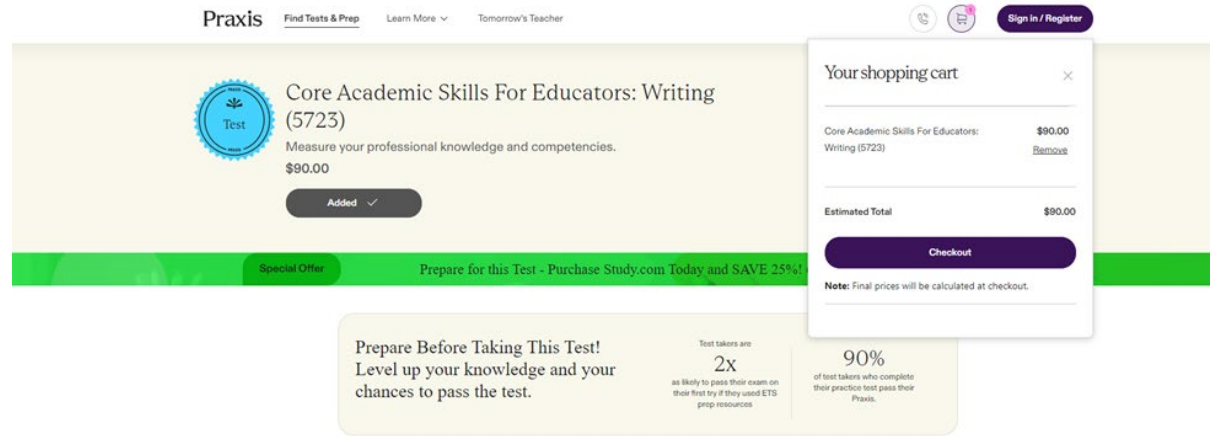 Praxis
Find Tests & Prep
Learn More
Tomorrow's Teacher
1
Sign in / Register
Test
Core Academic Skills For Educators: Writing
(5723)
Measure your professional knowledge and competencies.
$90.00
Added
Your shopping cart
Core Academic Skills For Educators:
Writing (5723)
$90.00
Remove
Estimated Total
$90.00
Checkout
Note: Final prices will be calculated at checkout.
Special Offer
Prepare for this Test - Purchase Study.com Today and SAVE 25%!
Prepare Before Taking This Test!
Level up your knowledge and your
chances to pass the test.
Test takers are
2x
as likely to pass their exam on
their first try if they used ETS
prep resources
90%
of test takers who complete
their practice test pass their
Praxis.